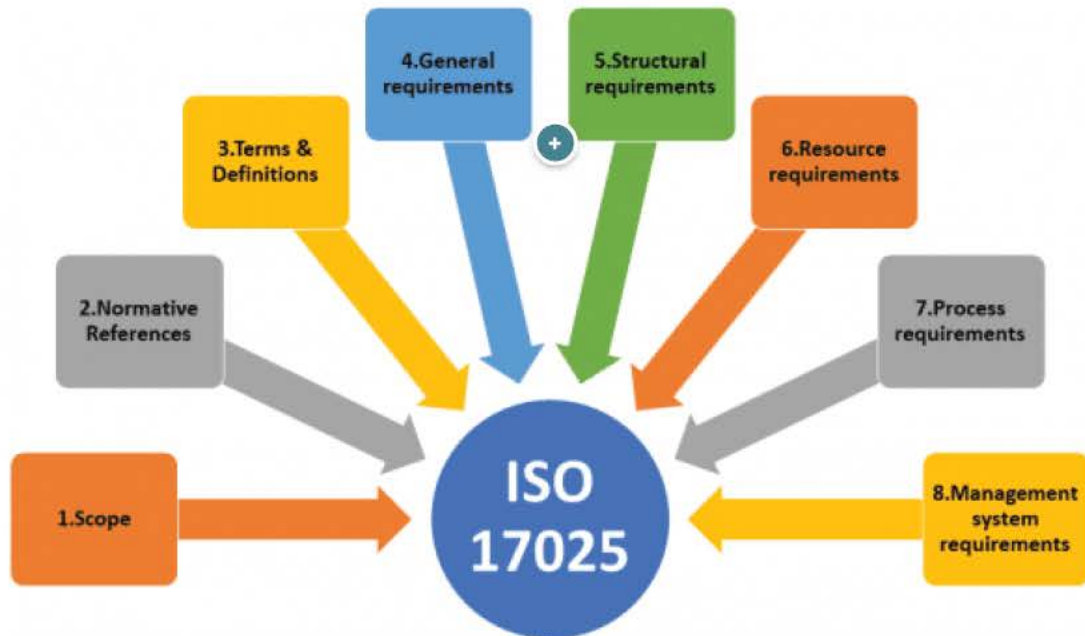 1.Scope
2.Normative
References
3.Terms &
Definitions
4.General
requirements
5.Structural
requirements
6.Resource
requirements
7.Process
requirements
8.Management
system
requirements
ISO
17025
+